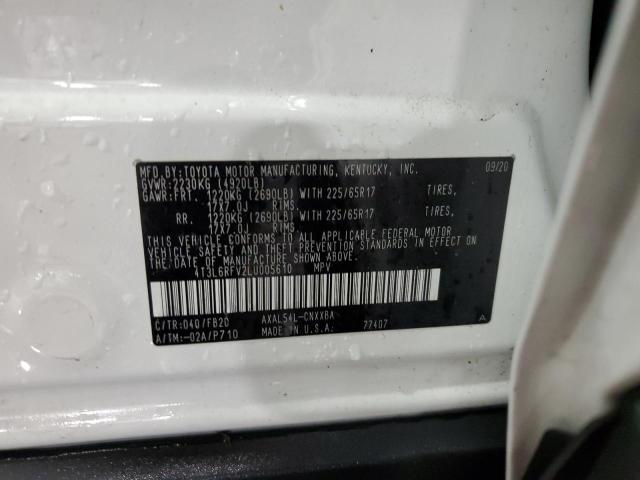 MFD.BY:TOYOTA MOTOR MANUFACTURING, KENTUCKY, INC. 09/20
GVWR:2230KG (4920LB)
GAWR:FRT. 1220KG (2690LB) WITH 225/65R17 TIRES,
17X7.0J RIMS,
RR. 1220KG (2690LB) WITH 225/65R17 TIRES,
17X7.0J RIMS.
THIS VEHICLE CONFORMS TO ALL APPLICABLE FEDERAL MOTOR
VEHICLE SAFETY AND BUMPER STANDARDS IN EFFECT ON
THE DATE OF MANUFACTURE SHOWN ABOVE.
4T3L6RFV2LU005610 MPV
C/TR:040/FB20 AXAL54L-CNXXBA A
A/TM:-02A/P710 MADE IN U.S.A. 77407